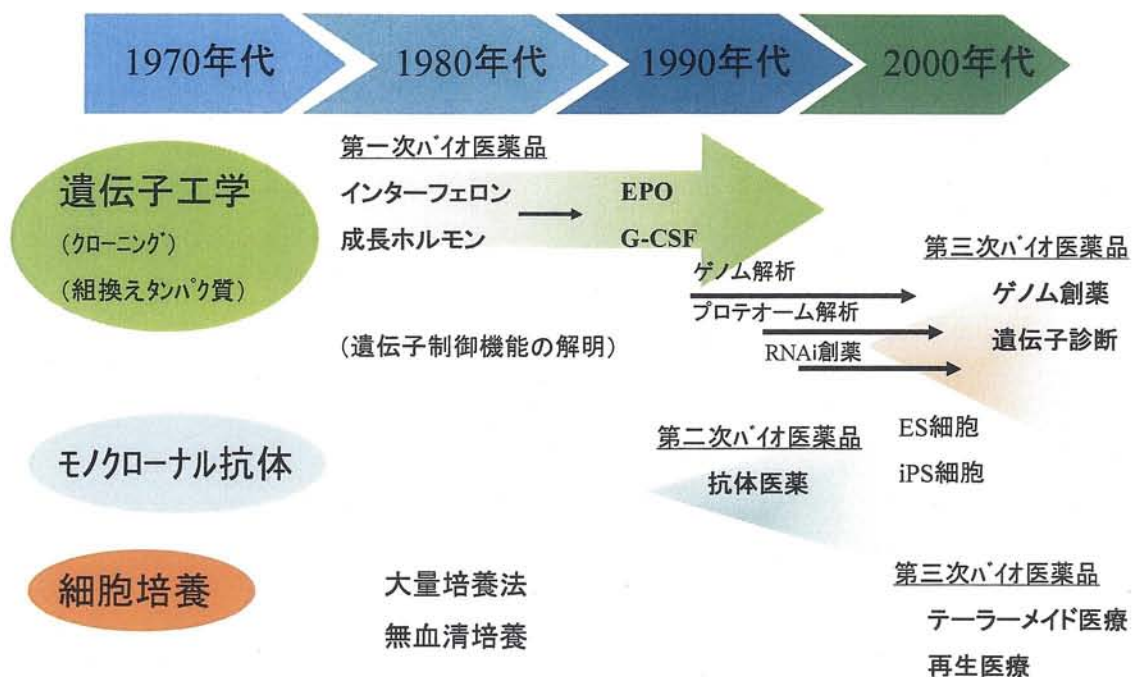 1970年代
1980年代
1990年代
2000年代
遺伝子工学
(クローニング)
(組換えタンパク質)
第一次バイオ医薬品
インターフェロン
成長ホルモン
EPO
G-CSF
(遺伝子制御機能の解明)
ゲノム解析
プロテオーム解析
RNAi創薬
第三次バイオ医薬品
ゲノム創薬
遺伝子診断
モノクローナル抗体
第二次バイオ医薬品
抗体医薬
ES細胞
iPS細胞
細胞培養
大量培養法
無血清培養
第三次バイオ医薬品
テーラーメイド医療
再生医療